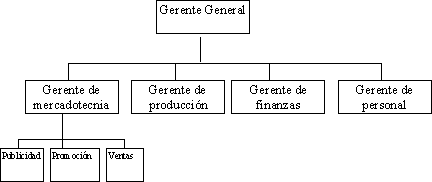 Gerente General
Gerente de
mercadotecnia
Gerente de
producción
Gerente de
finanzas
Gerente de
personal
Publicidad
Promoción
Ventas